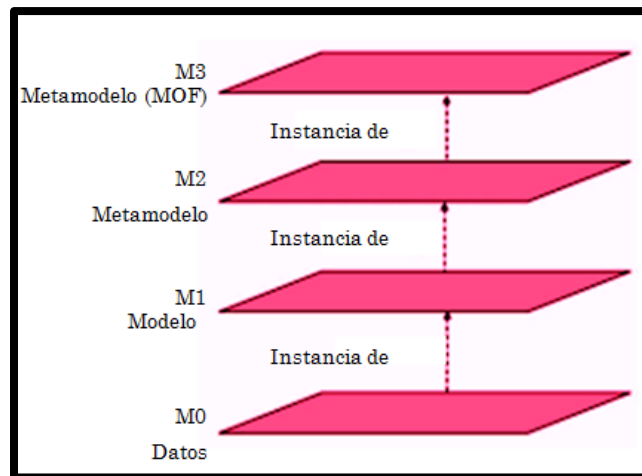 M3
Metamodelo (MOF)
Instancia de
M2
Metamodelo
Instancia de
M1
Modelo
Instancia de
M0
Datos